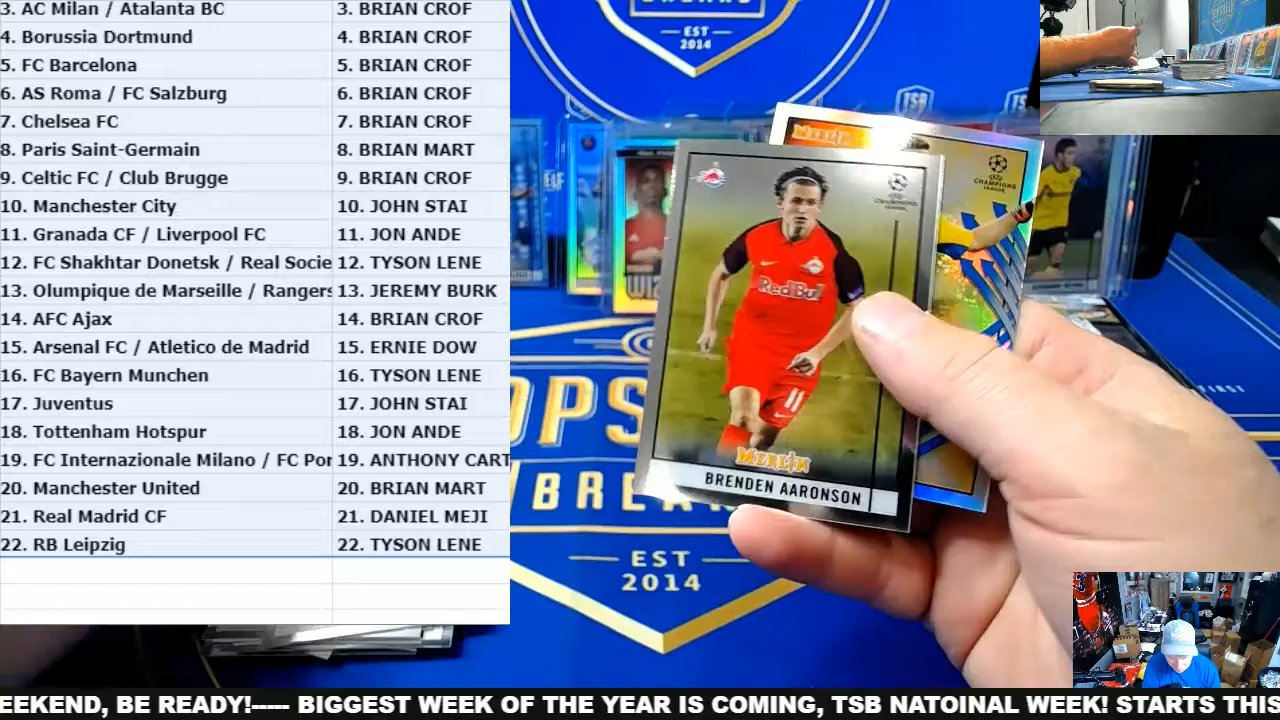 3. AC Milan / Atalanta BC 3. BRIAN CROF
4. Borussia Dortmund 4. BRIAN CROF
5. FC Barcelona 5. BRIAN CROF
6. AS Roma / FC Salzburg 6. BRIAN CROF
7. Chelsea FC 7. BRIAN CROF
8. Paris Saint-Germain 8. BRIAN MART
9. Celtic FC / Club Brugge 9. BRIAN CROF
10. Manchester City 10. JOHN STAI
11. Granada CF / Liverpool FC 11. JON ANDE
12. FC Shakhtar Donetsk / Real Socie 12. TYSON LENE
13. Olumpique de Marseille / Rangers 13. JEREMY BURK
14. AFC Ajax 14. BRIAN CROF
15. Arsenal FC / Atletico de Madrid 15. ERNIE DOW
16. FC Bayern Munchen 16. TYSON LENE
17. Juventus 17. JOHN STAI
18. Tottenham Hotspur 18. JON ANDE
19. FC Internazionale Milano / FC Por 19. ANTHONY CART
20. Manchester United 20. BRIAN MART
21. Real Madrid CF 21. DANIEL MEJI
22. RB Leipzig 22. TYSON LENE
EST
2014
TSB
MERLIN
CHAMPIONS
LEAGUE
RedBull
11
MERLIN
BRENDEN AARONSON
OPS
BREA
EST
2014
EEKEND, BE READY!----- BIGGEST WEEK OF THE YEAR IS COMING, TSB NATOINAL WEEK! STARTS THIS